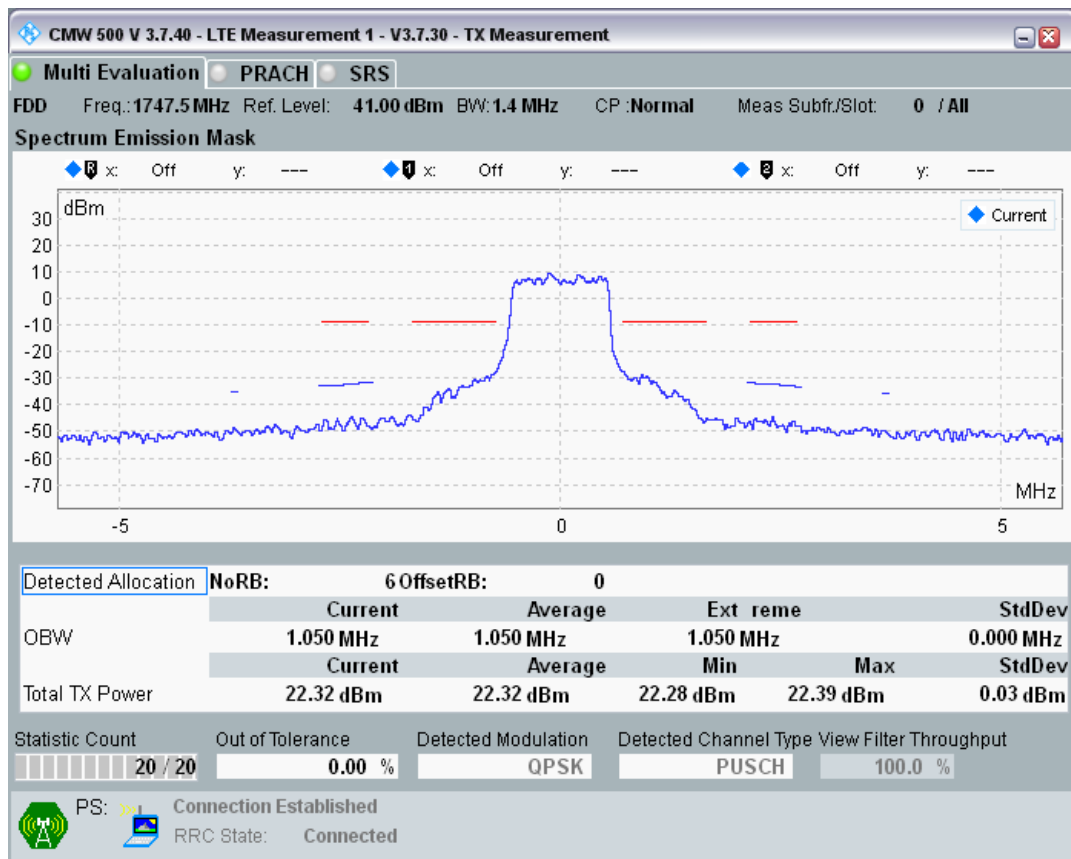 CMW 500 V 3.7.40 - LTE Measurement 1 - V3.7.30 - TX Measurement
Multi Evaluation PRACH SRS
FDD Freq.:1747.5MHz Ref. Level: 41.00 dBm BW:1.4 MHz CP :Normal Meas Subfr./Slot: 0 / All
Spectrum Emission Mask
R x: Off y: --- 1 x: Off y: --- 2 x: Off y: ---
dBm
Current
30
20
10
0
-10
-20
-30
-40
-50
-60
-70
MHz
-5 0 5
Detected Allocation NoRB: 6 OffsetRB: 0
Current Average Ext reme StdDev
OBW 1.050 MHz 1.050 MHz 1.050 MHz 0.000 MHz
Current Average Min Max StdDev
Total TX Power 22.32 dBm 22.32 dBm 22.28 dBm 22.39 dBm 0.03 dBm
Statistic Count Out of Tolerance Detected Modulation Detected Channel Type View Filter Throughput
20 / 20 0.00 % QPSK PUSCH 100.0 %
PS: Connection Established
RRC State: Connected